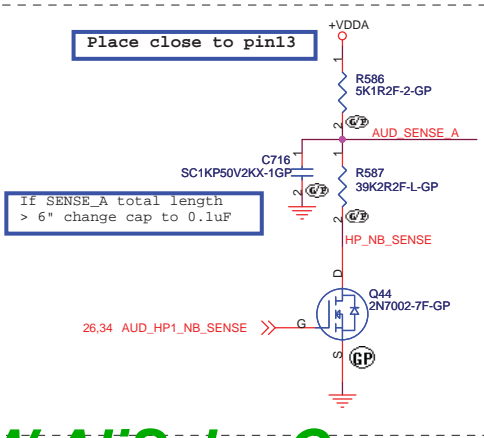 +VDDA
Place close to pin13
1
R586
5K1R2F-2-GP
2
G/P
AUD_SENSE_A
C716
SC1KP50V2KX-1GP
1
2
G/P
1
R587
39K2R2F-L-GP
2
G/P
If SENSE_A total length
> 6" change cap to 0.1uF
HP_NB_SENSE
D
Q44
2N7002-7F-GP
26,34 AUD_HP1_NB_SENSE
G
S
GP